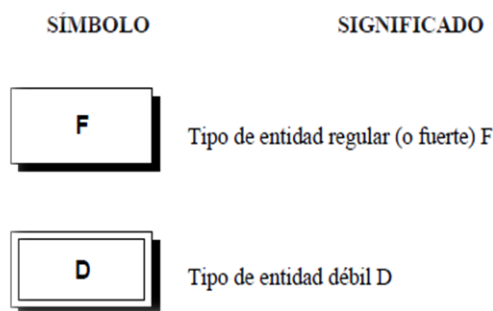 SÍMBOLO SIGNIFICADO
F Tipo de entidad regular (o fuerte) F
D Tipo de entidad débil D